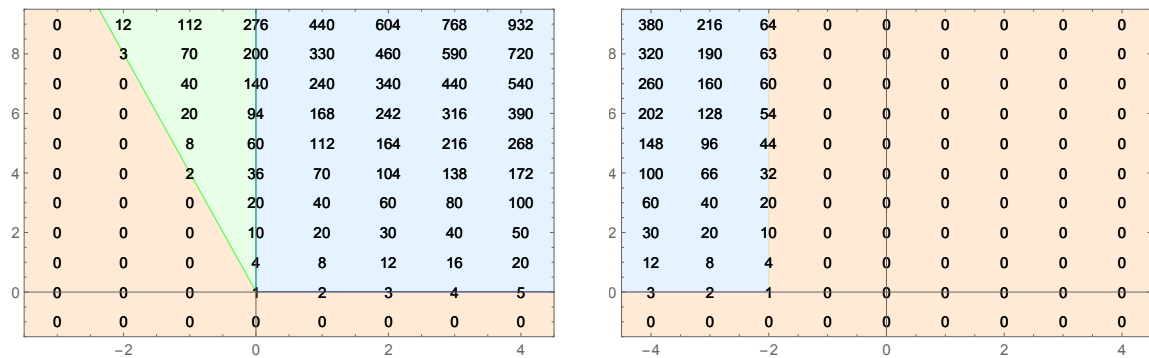 0 12 112 276 440 604 768 932
8 0 3 70 200 330 460 590 720
0 0 40 140 240 340 440 540
6 0 0 20 94 168 242 316 390
0 0 8 60 112 164 216 268
4 0 0 2 36 70 104 138 172
0 0 0 20 40 60 80 100
2 0 0 0 10 20 30 40 50
0 0 0 4 8 12 16 20
0 0 0 0 1 2 3 4 5
0 0 0 0 0 0 0 0
−2 0 2 4
380 216 64 0 0 0 0 0 0
8 320 190 63 0 0 0 0 0 0
260 160 60 0 0 0 0 0 0
6 202 128 54 0 0 0 0 0 0
148 96 44 0 0 0 0 0 0
4 100 66 32 0 0 0 0 0 0
60 40 20 0 0 0 0 0 0
2 30 20 10 0 0 0 0 0 0
12 8 4 0 0 0 0 0 0
0 3 2 1 0 0 0 0 0 0
0 0 0 0 0 0 0 0 0
−4 −2 0 2 4